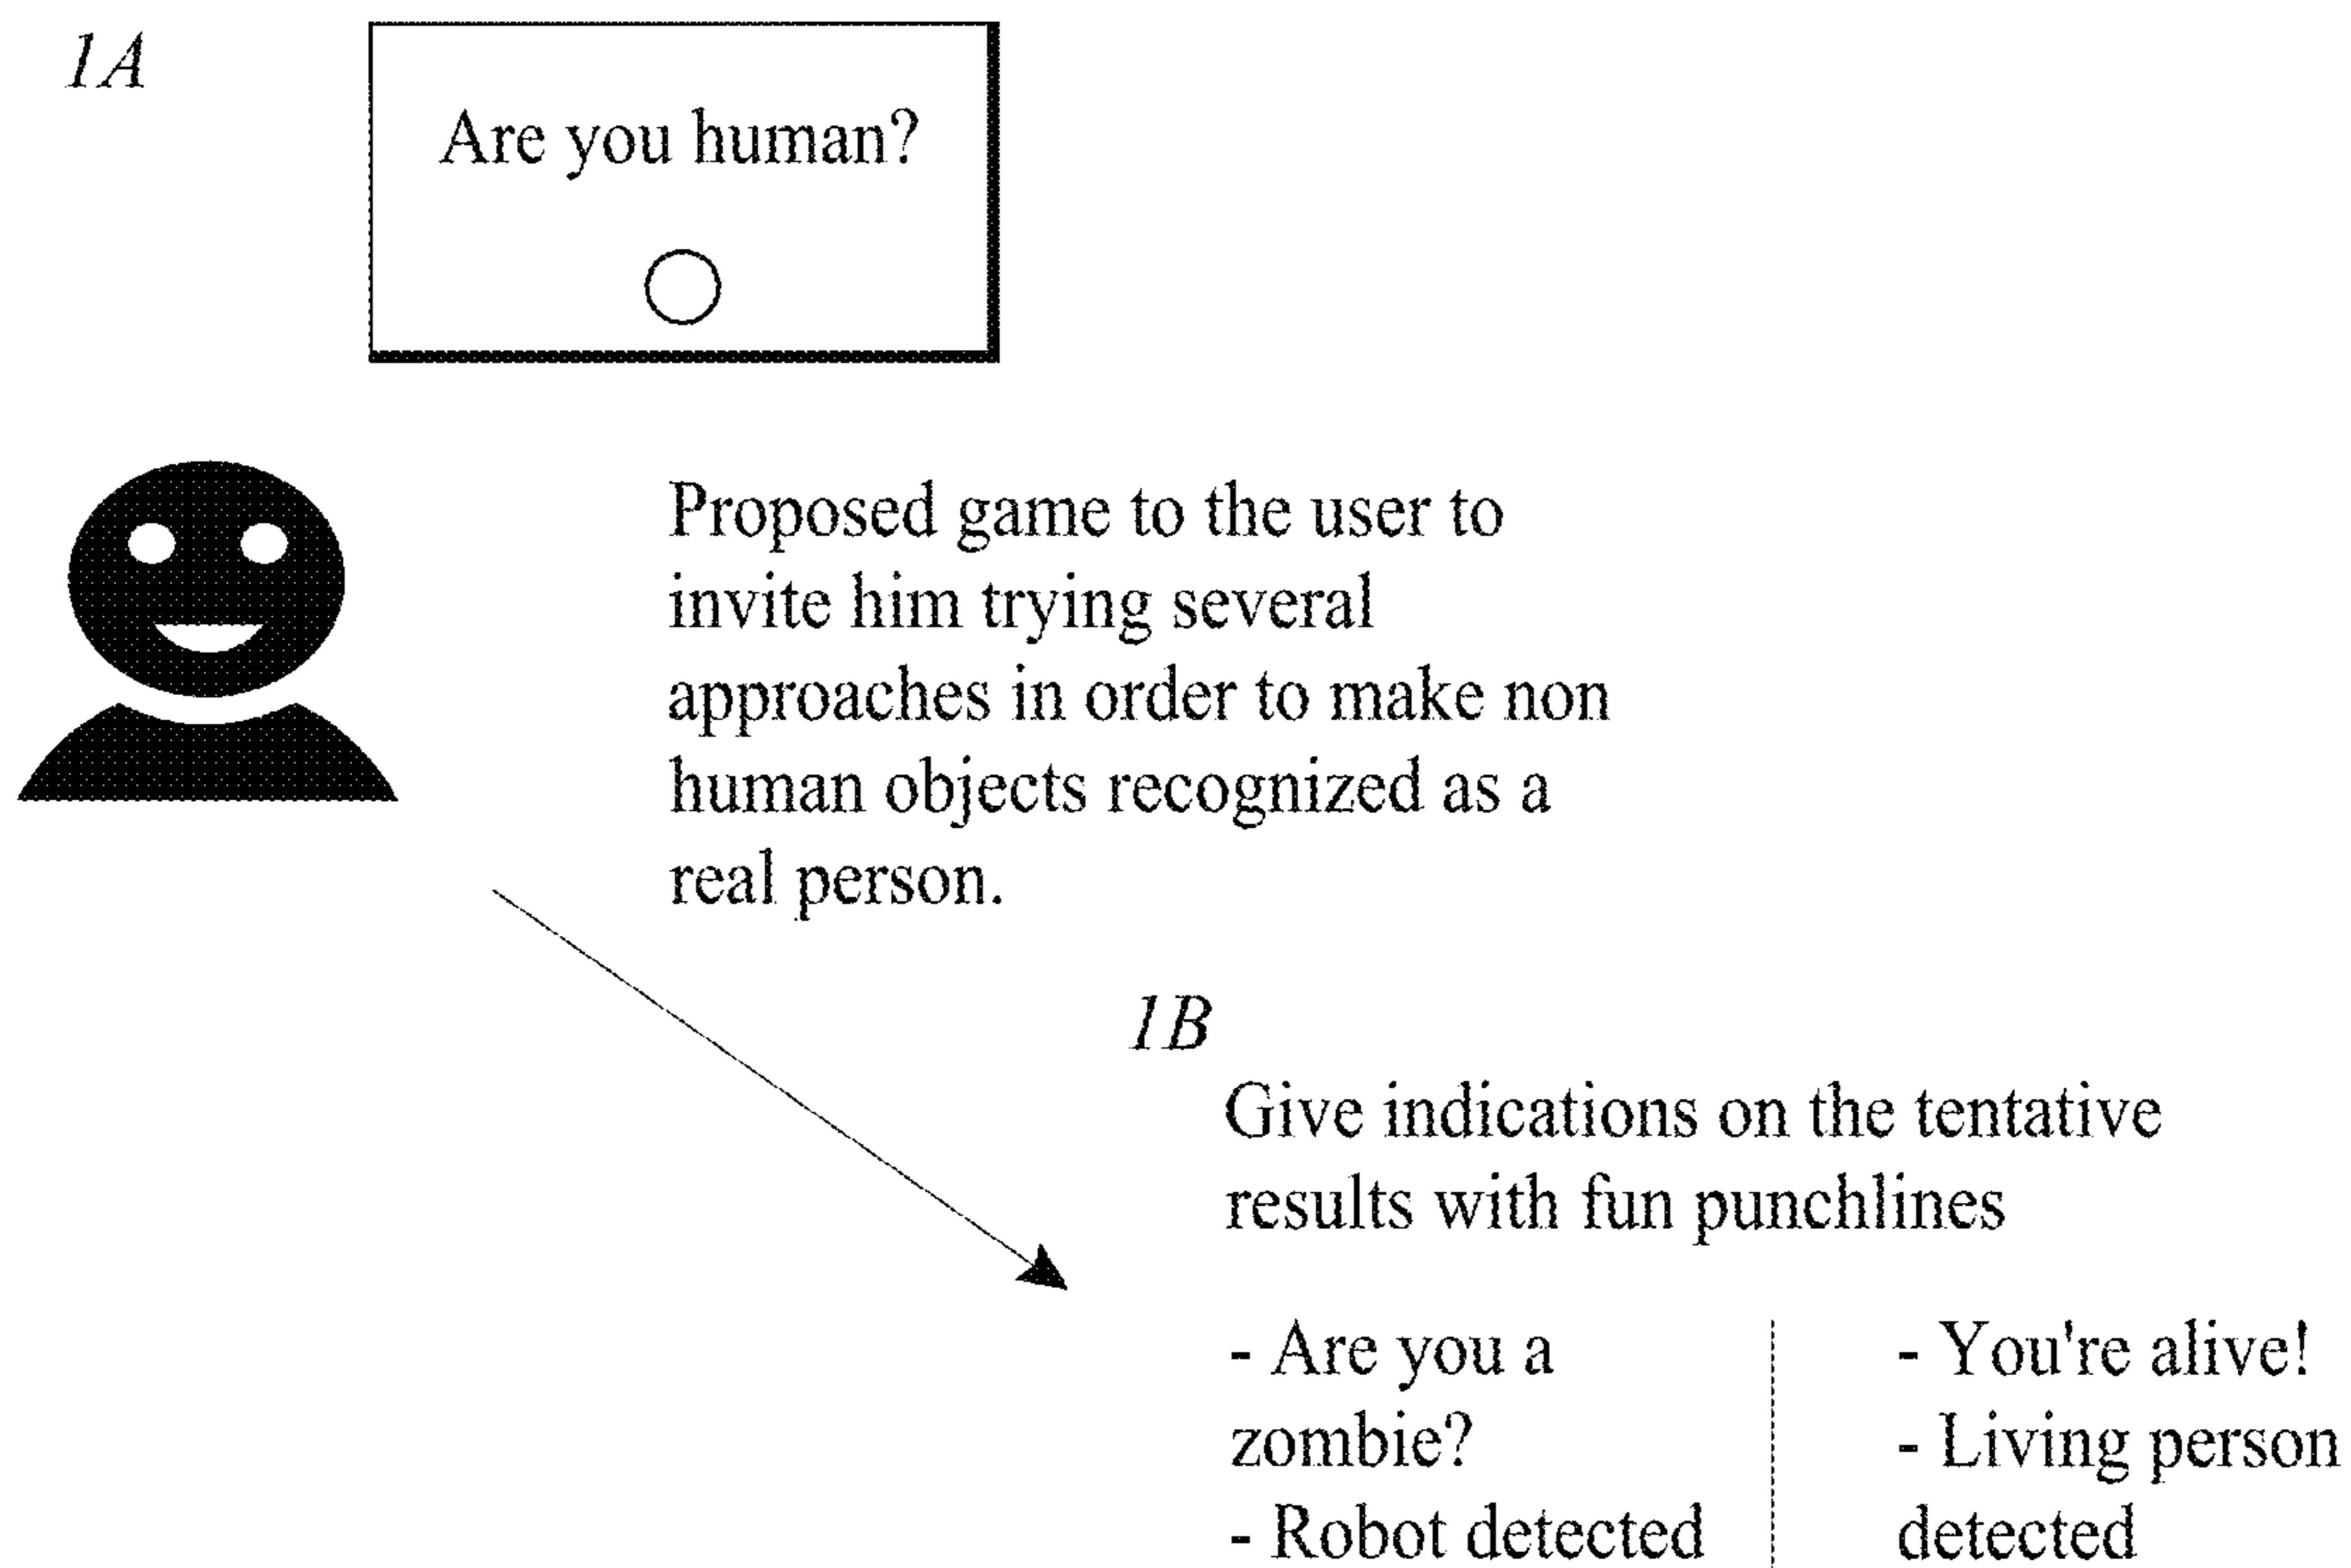 1A
Are you human?
Proposed game to the user to
invite him trying several
approaches in order to make non
human objects recognized as a
real person.
1B
Give indications on the tentative
results with fun punchlines
- Are you a
zombie?
- Robot detected
- You're alive!
- Living person
detected